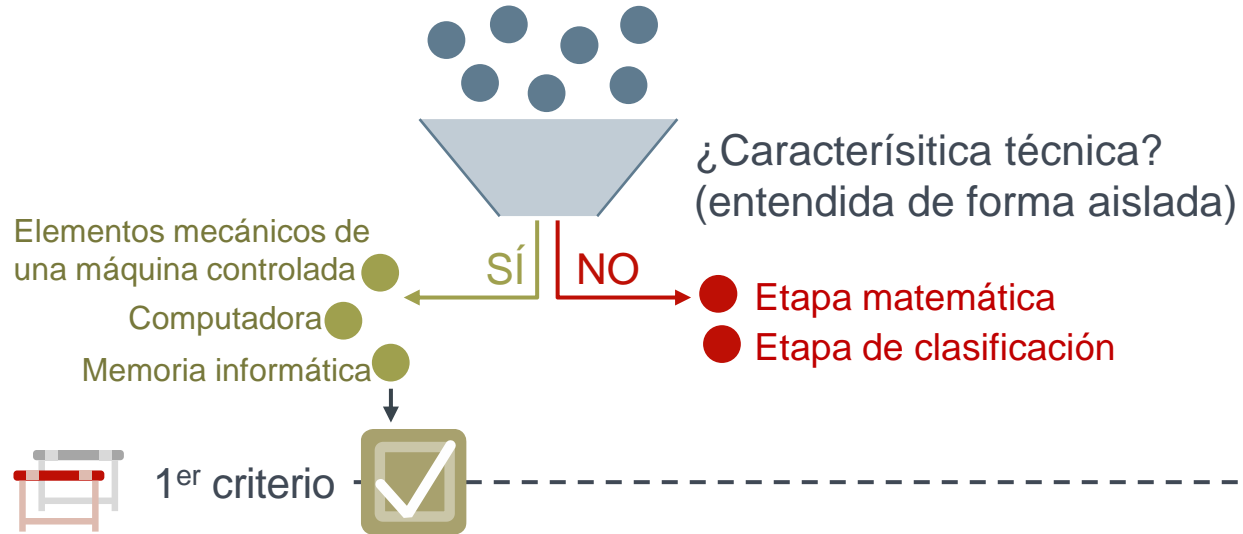 ¿Caracterísitica técnica?
(entendida de forma aislada)
Elementos mecánicos de
una máquina controlada
Computadora
Memoria informática
SÍ
NO
Etapa matemática
Etapa de clasificación
1er criterio